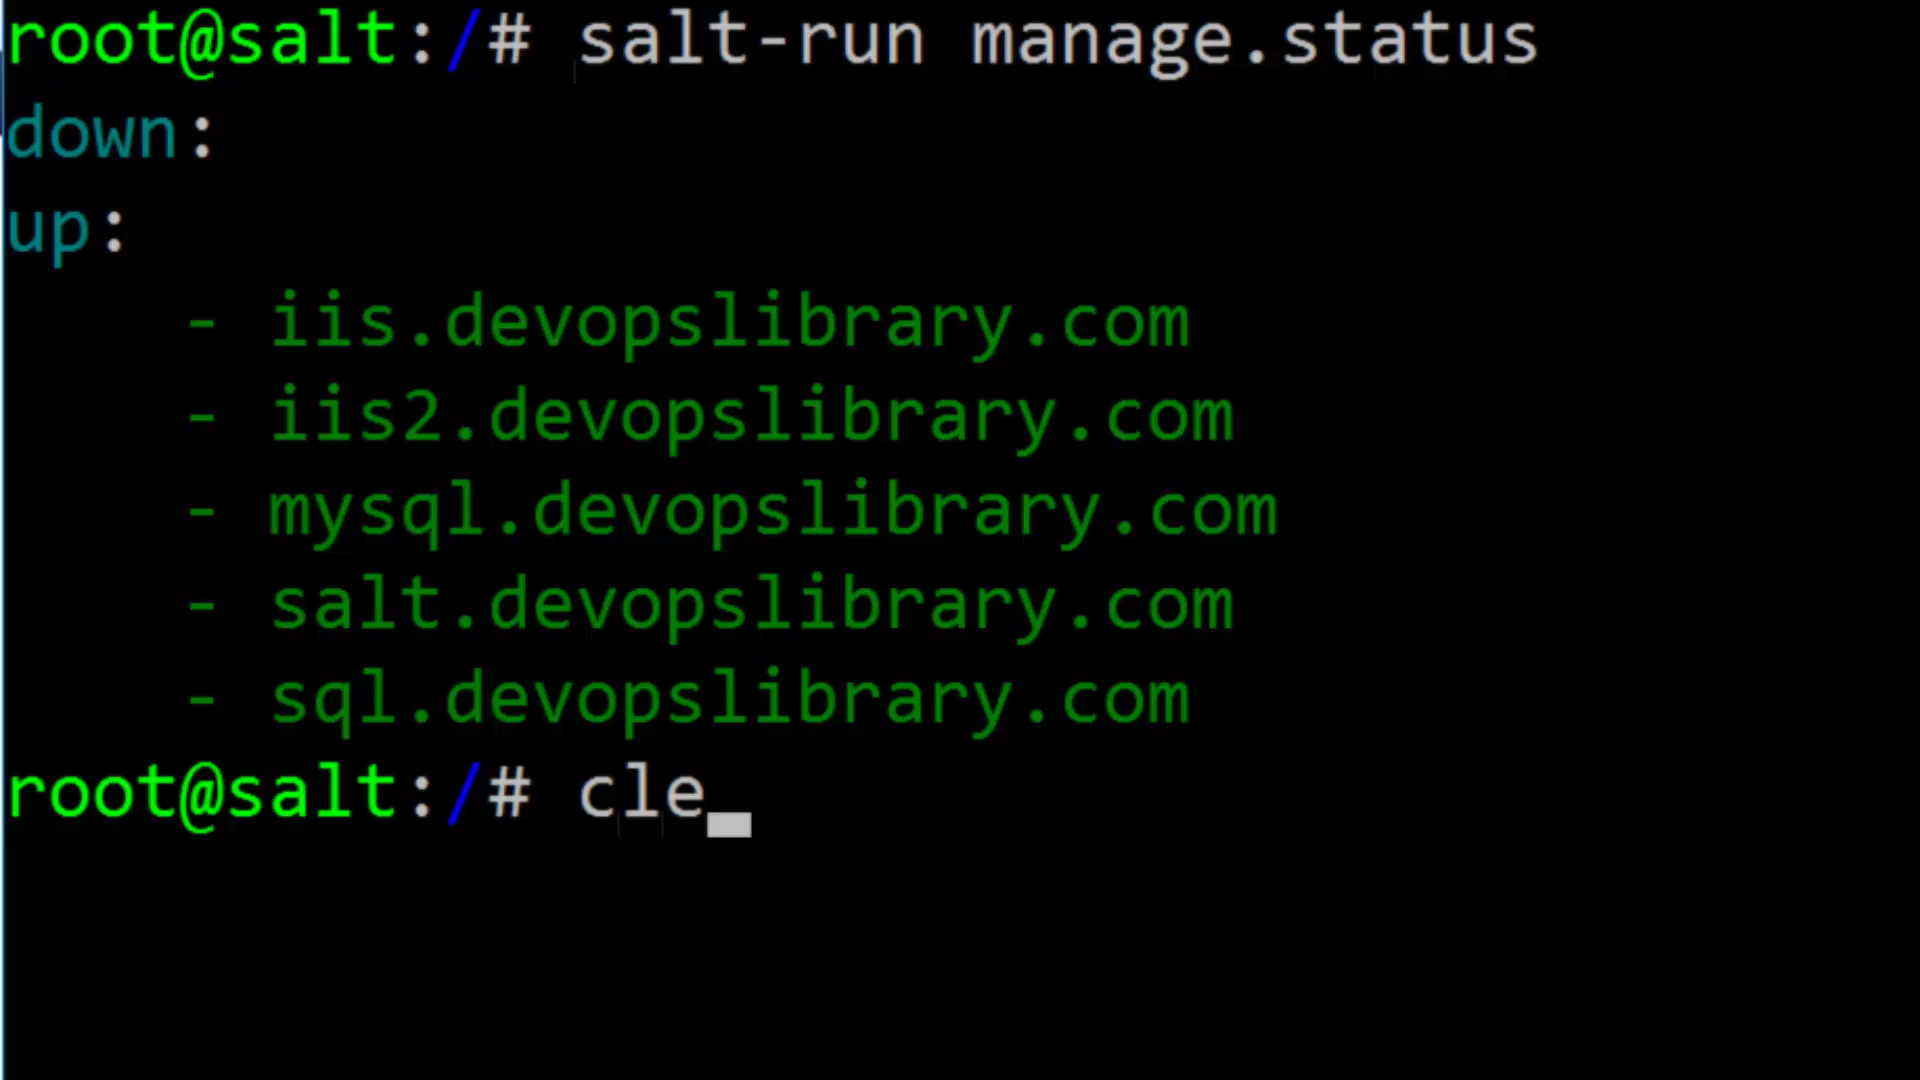 root@salt:/# salt-run manage.status
down:
up:
- iis.devopslibrary.com
- iis2.devopslibrary.com
- mysql.devopslibrary.com
- salt.devopslibrary.com
- sql.devopslibrary.com
root@salt:/# cle